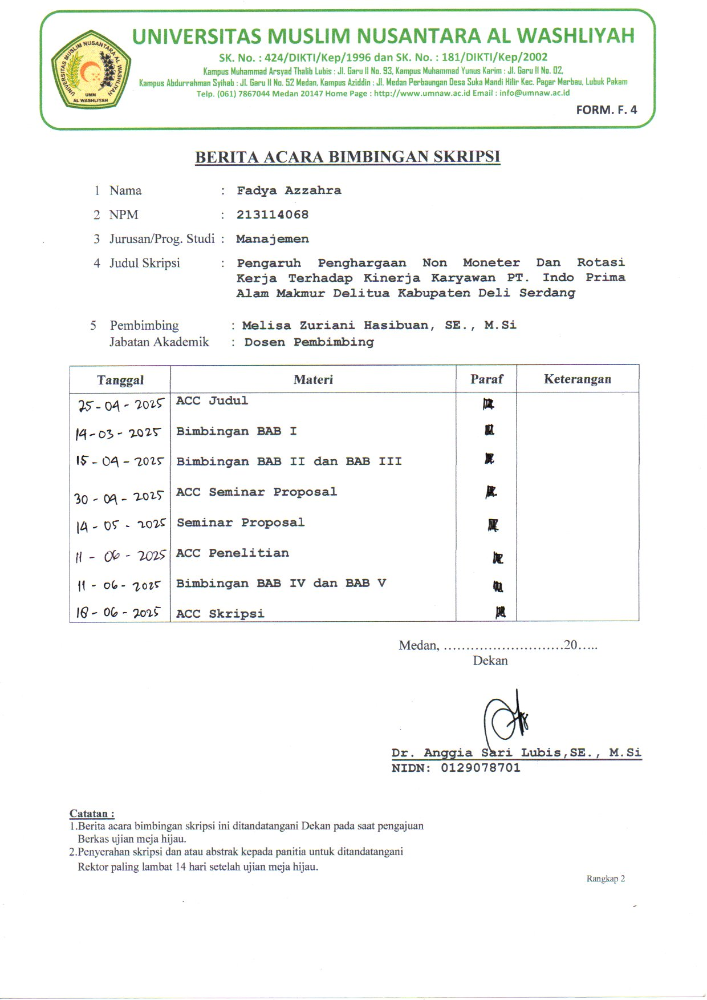 UNIVERSITAS MUSLIM NUSANTARA AL WASHLIYAH
SK. No. : 424/DIKTI/Kep/1996 dan SK. No. : 181/DIKTI/Kep/2002
Kampus Muhammad Arsyad Thalib Lubis : Jl. Garu II No. 93, Kampus Muhammad Yunus Karim : Jl. Garu II No. 02,
Kampus Abdurrahman Syihab : Jl. Garu II No. 52 Medan, Kampus Aziddin : Jl. Medan Perbaungan Desa Suka Mandi Hilir Kec. Pagar Merbau, Lubuk Pakam
Telp. (061) 7867044 Medan 20147 Home Page : http://www.umnaw.ac.id Email : info@umnaw.ac.id
UNIVERSITAS MUSLIM NUSANTARA AL WASHLIYAH
UMN
AL WASHLIYAH
FORM. F. 4
BERITA ACARA BIMBINGAN SKRIPSI
1 Nama : Fadya Azzahra
2 NPM : 213114068
3 Jurusan/Prog. Studi : Manajemen
4 Judul Skripsi : Pengaruh Penghargaan Non Moneter Dan Rotasi
Kerja Terhadap Kinerja Karyawan PT. Indo Prima
Alam Makmur Delitua Kabupaten Deli Serdang
5 Pembimbing : Melisa Zuriani Hasibuan, SE., M.Si
Jabatan Akademik : Dosen Pembimbing
Tanggal Materi Paraf Keterangan
25-04-2025 ACC Judul
14-03-2025 Bimbingan BAB I
15-04-2025 Bimbingan BAB II dan BAB III
30-04-2025 ACC Seminar Proposal
14-05-2025 Seminar Proposal
11-06-2025 ACC Penelitian
11-06-2025 Bimbingan BAB IV dan BAB V
18-06-2025 ACC Skripsi
Medan, ...........................20.....
Dekan
Dr. Anggia Sari Lubis,SE., M.Si
NIDN: 0129078701
Catatan :
1.Berita acara bimbingan skripsi ini ditandatangani Dekan pada saat pengajuan
Berkas ujian meja hijau.
2.Penyerahan skripsi dan atau abstrak kepada panitia untuk ditandatangani
Rektor paling lambat 14 hari setelah ujian meja hijau.
Rangkap 2